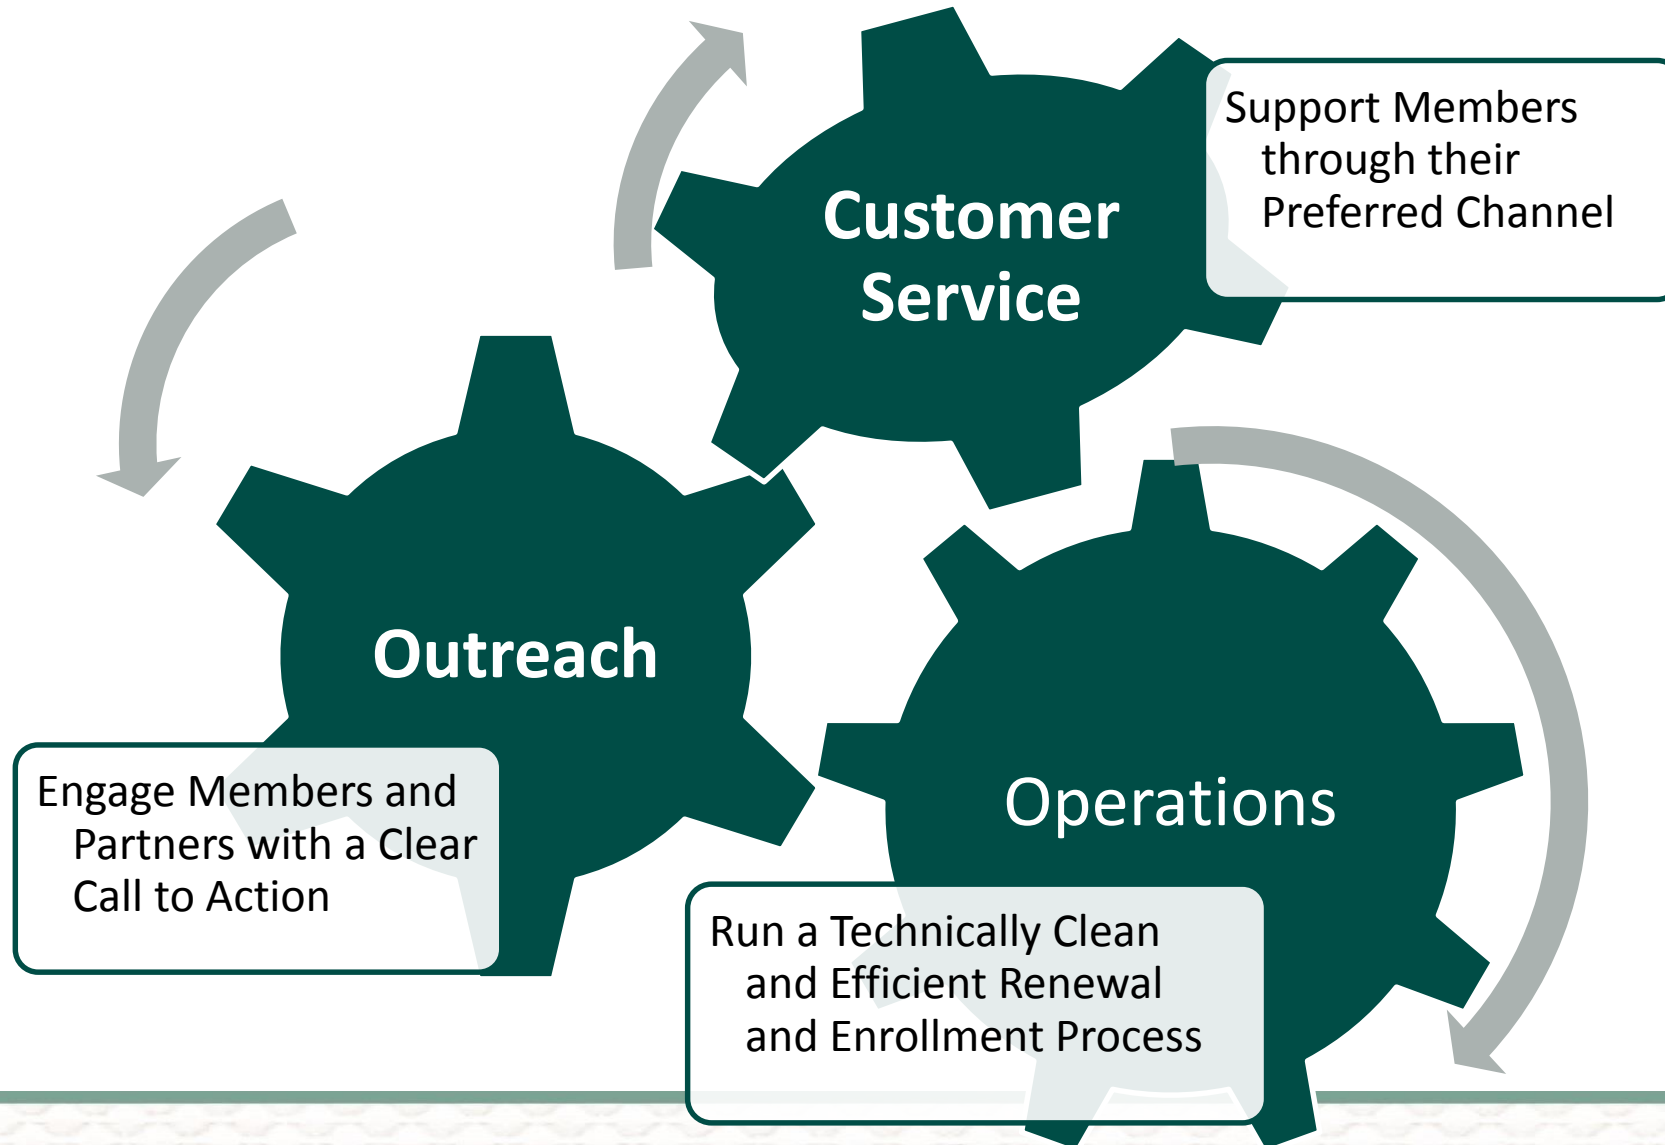 Customer
Service
Support Members
through their
Preferred Channel
Outreach
Engage Members and
Partners with a Clear
Call to Action
Operations
Run a Technically Clean
and Efficient Renewal
and Enrollment Process